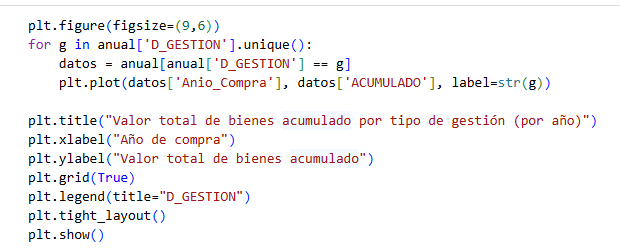 plt.figure(figsize=(9,6))
for g in anual['D_GESTION'].unique():
    datos = anual[anual['D_GESTION'] == g]
    plt.plot(datos['Anio_Compra'], datos['ACUMULADO'], label=str(g))

plt.title("Valor total de bienes acumulado por tipo de gestión (por año)")
plt.xlabel("Año de compra")
plt.ylabel("Valor total de bienes acumulado")
plt.grid(True)
plt.legend(title="D_GESTION")
plt.tight_layout()
plt.show()